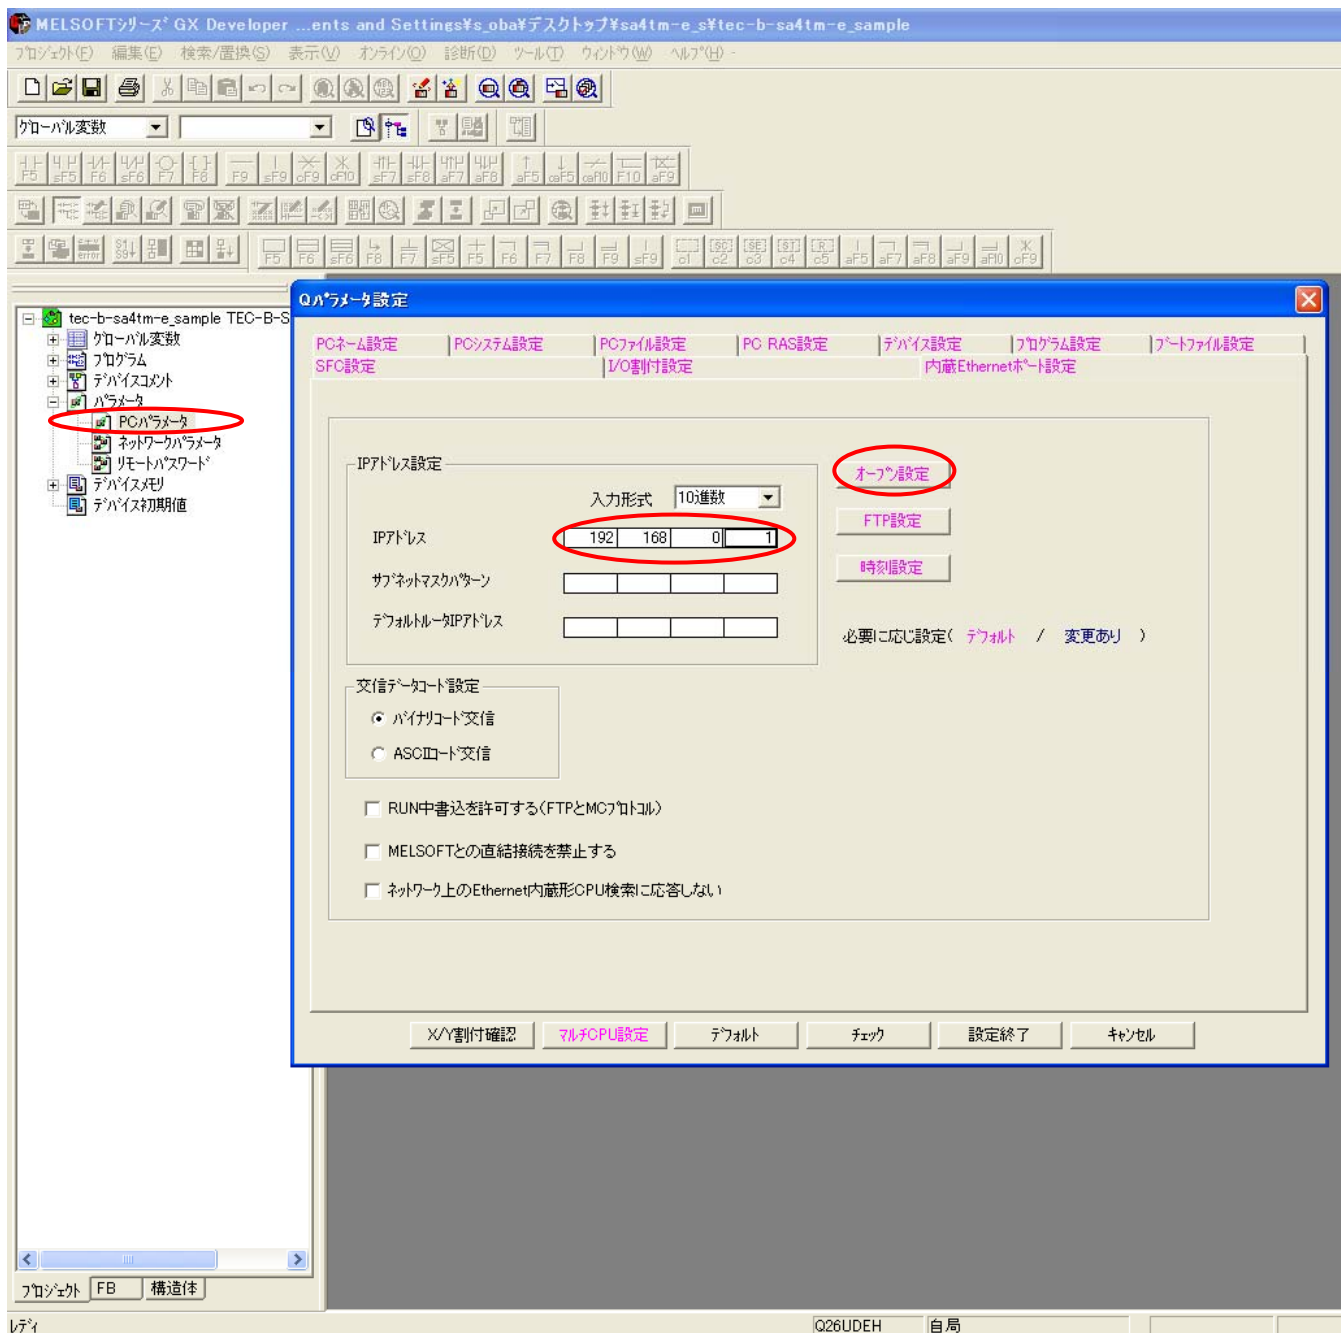 MELSOFTシリーズ GX Developer ...ents and Settings¥s_oba¥デスクトップ¥sa4tm-e_s¥tec-b-sa4tm-e_sample
プロジェクト(F) 編集(E) 検索/置換(S) 表示(V) オンライン(O) 診断(D) ツール(T) ウィンドウ(W) ヘルプ(H)
グローバル変数
F5 sF5 F6 sF6 F7 F8 F9 sF9 cF9 cF10 sF7 sF8 aF7 aF8 aF5 caF5 caF10 F10 aF9
F5 F6 sF6 F8 F7 sF5 F5 F6 F7 F8 F9 sF9 c1 c2 c3 c4 c5 aF5 aF7 aF8 aF9 aF10 cF9
Qパラメータ設定
tec-b-sa4tm-e_sample TEC-B-S
グローバル変数
プログラム
デバイスコメント
パラメータ
PCパラメータ
ネットワークパラメータ
リモートパスワード
デバイスメモリ
デバイス初期値
PCネーム設定 PCシステム設定 PCファイル設定 PC RAS設定 デバイス設定 プログラム設定 ブートファイル設定
SFC設定 I/O割付設定 内蔵Ethernetポート設定
IPアドレス設定
入力形式 10進数
IPアドレス 192 168 0 1
サブネットマスクパターン
デフォルトルータIPアドレス
オープン設定
FTP設定
時刻設定
必要に応じ設定( デフォルト / 変更あり )
交信データコード設定
バイナリコード交信
ASCIIコード交信
RUN中書込を許可する(FTPとMCプロトコル)
MELSOFTとの直結接続を禁止する
ネットワーク上のEthernet内蔵形CPU検索に応答しない
X/Y割付確認 マルチCPU設定 デフォルト チェック 設定終了 キャンセル
プロジェクト FB 構造体
レディ Q26UDEH 自局